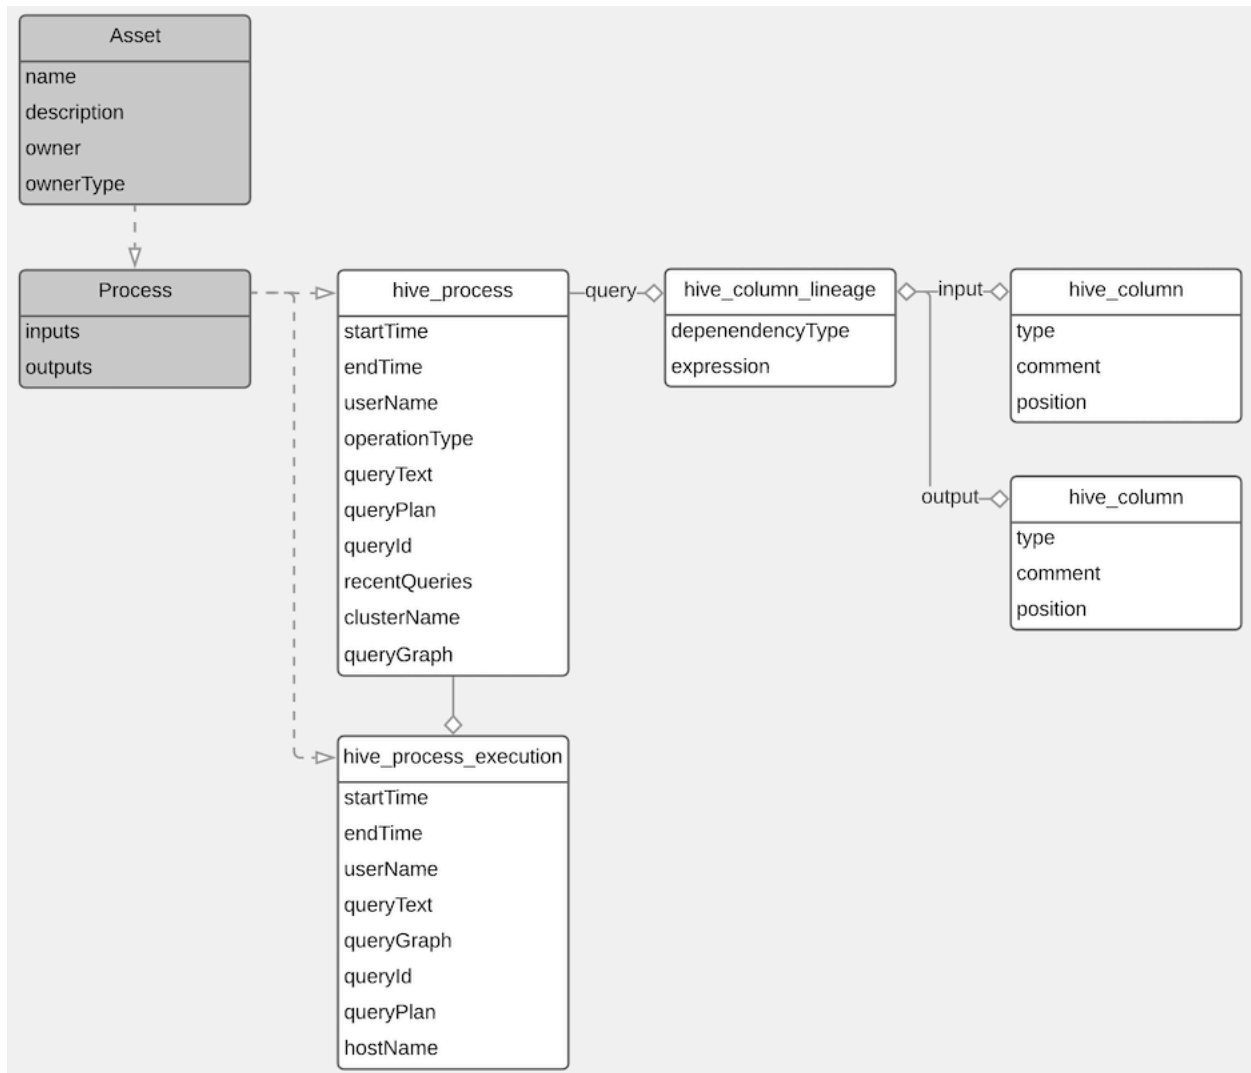 Asset
name
description
owner
ownerType
Process
inputs
outputs
hive_process
startTime
endTime
userName
operationType
queryText
queryPlan
queryId
recentQueries
clusterName
queryGraph
query
hive_column_lineage
depenendencyType
expression
input
hive_column
type
comment
position
output
hive_column
type
comment
position
hive_process_execution
startTime
endTime
userName
queryText
queryGraph
queryId
queryPlan
hostName